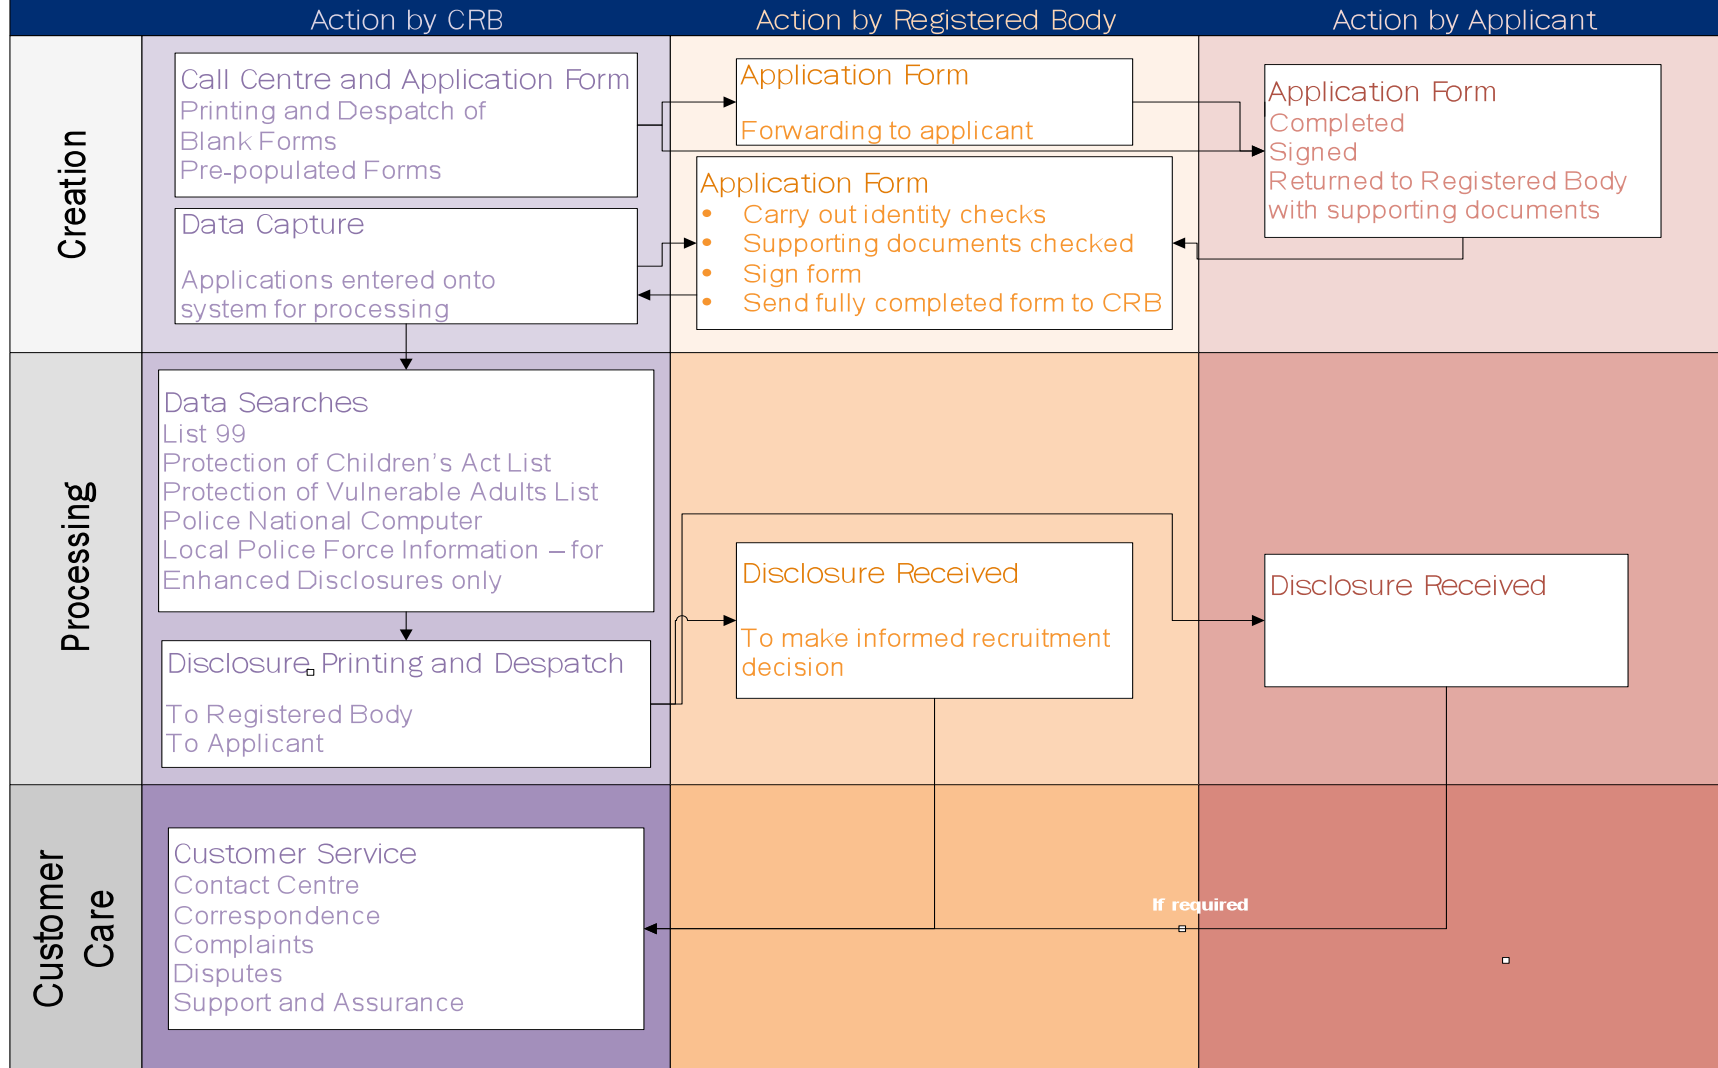 Action by CRB
Action by Registered Body
Action by Applicant
Creation
Call Centre and Application Form
Printing and Despatch of
Blank Forms
Pre-populated Forms
Application Form
Forwarding to applicant
Application Form
Completed
Signed
Returned to Registered Body
with supporting documents
Data Capture
Applications entered onto
system for processing
Application Form
• Carry out identity checks
• Supporting documents checked
• Sign form
• Send fully completed form to CRB
Processing
Data Searches
List 99
Protection of Children's Act List
Protection of Vulnerable Adults List
Police National Computer
Local Police Force Information – for
Enhanced Disclosures only
Disclosure Printing and Despatch
To Registered Body
To Applicant
Disclosure Received
To make informed recruitment
decision
Disclosure Received
Customer
Care
Customer Service
Contact Centre
Correspondence
Complaints
Disputes
Support and Assurance
If required